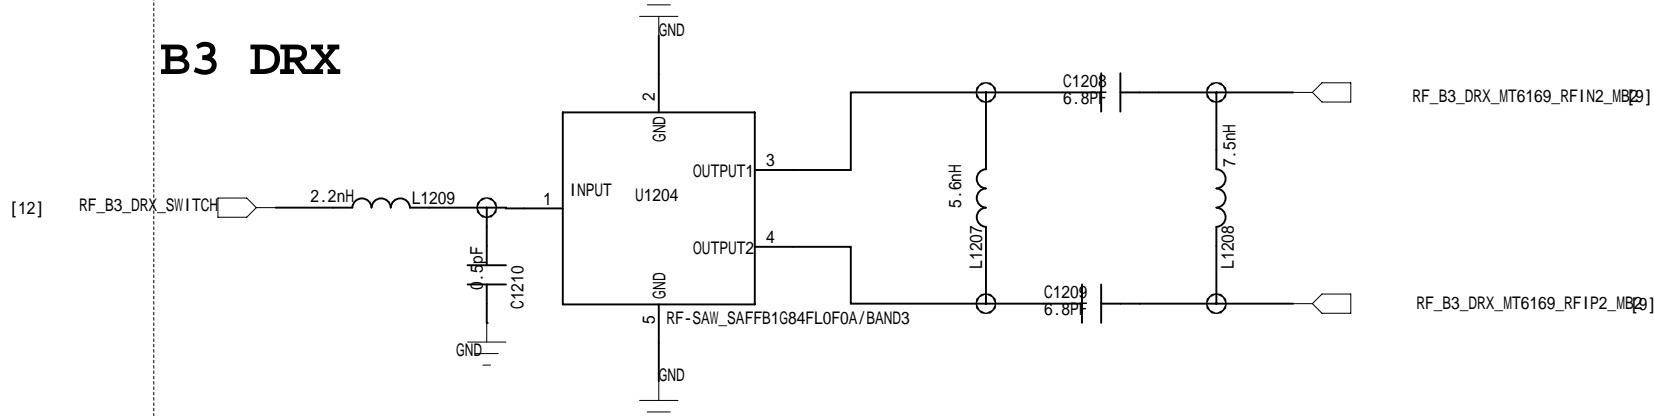 GND
B3 DRX
C1208
6.8PF
2
GND
RF_B3_DRX_MT6169_RFIN2_MB2[9]
7.5nH
OUTPUT1
3
5.6nH
INPUT
U1204
[12]
RF_B3_DRX_SWITCH
2.2nH
L1209
1
OUTPUT2
4
L1207
L1208
0.5pF
C1210
GND
C1209
6.8PF
RF_B3_DRX_MT6169_RFIP2_MB2[9]
5
RF-SAW_SAFFB1G84FL0F0A/BAND3
GND
GND